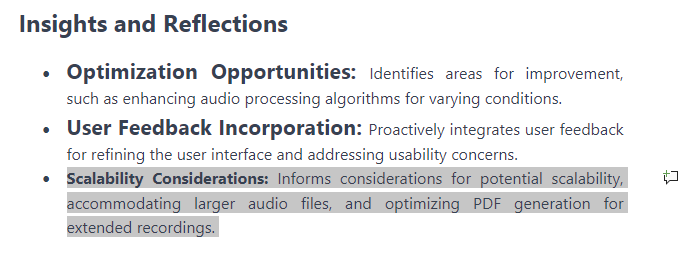 Insights and Reflections
• Optimization Opportunities: Identifies areas for improvement,
such as enhancing audio processing algorithms for varying conditions.
• User Feedback Incorporation: Proactively integrates user feedback
for refining the user interface and addressing usability concerns.
• Scalability Considerations: Informs considerations for potential scalability,
accommodating larger audio files, and optimizing PDF generation for
extended recordings.